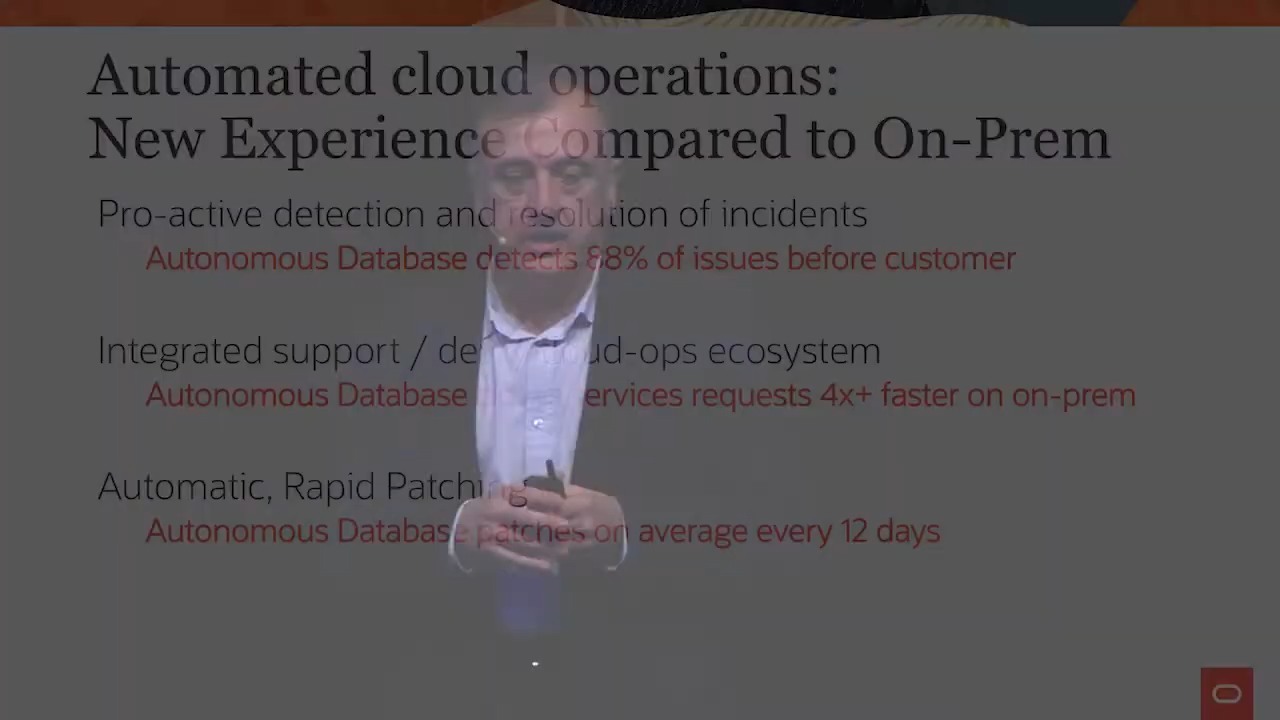 Automated cloud operations:
New Experience Compared to On-Prem
Pro-active detection and resolution of incidents
Autonomous Database detects 88% of issues before customer
Integrated support / dev / cloud-ops ecosystem
Autonomous Database services requests 4x+ faster on on-prem
Automatic, Rapid Patching
Autonomous Database patches on average every 12 days